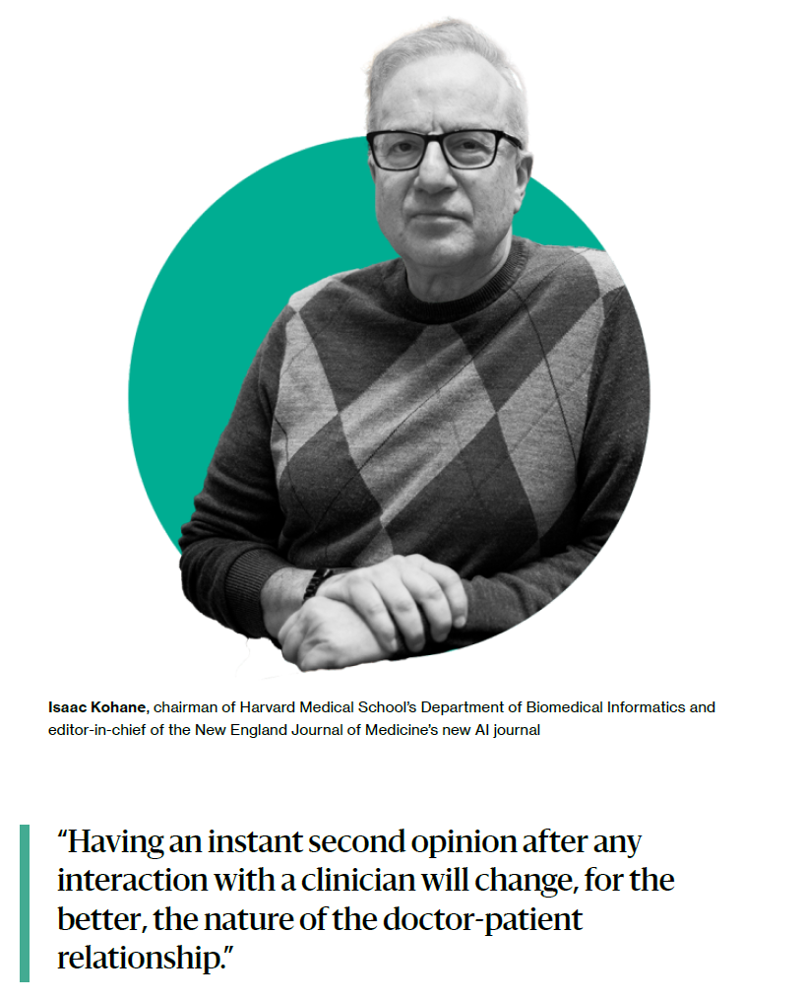 Isaac Kohane, chairman of Harvard Medical School’s Department of Biomedical Informatics and
editor-in-chief of the New England Journal of Medicine’s new AI journal
“Having an instant second opinion after any
interaction with a clinician will change, for the
better, the nature of the doctor-patient
relationship.”